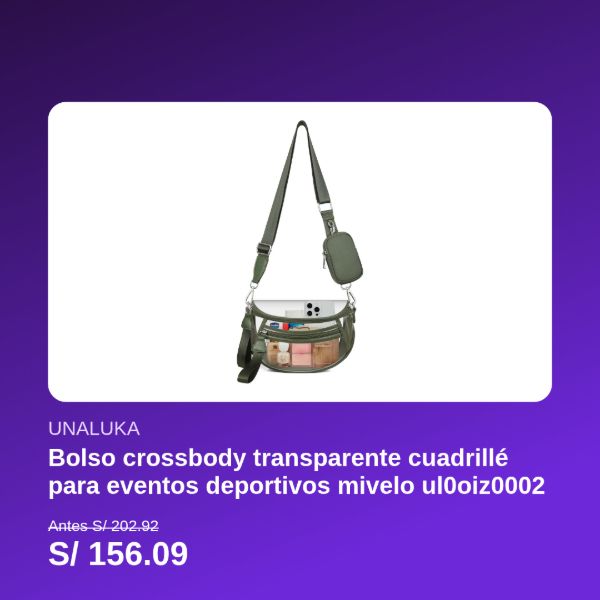 UNALUKA
Bolso crossbody transparente cuadrillé
para eventos deportivos mivelo ul0oiz0002
Antes S/ 202.92
S/ 156.09